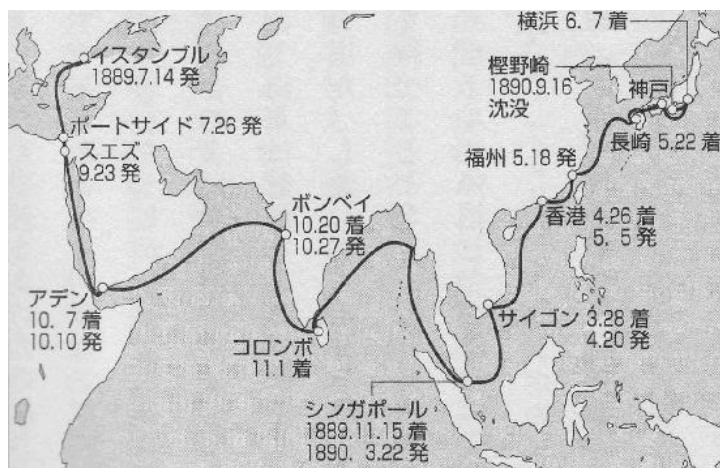 横浜 6. 7 着
イスタンブル
1889.7.14 発
樫野崎
1890.9.16
沈没
神戸
ポートサイド 7.26 発
スエズ
9.23 発
長崎 5.22 着
福州 5.18 発
ボンベイ
10.20 着
10.27 発
香港 4.26 着
5. 5 発
アデン
10. 7 着
10.10 発
コロンボ
11.1 着
サイゴン 3.28 着
4.20 発
シンガポール
1889.11.15 着
1890. 3.22 発